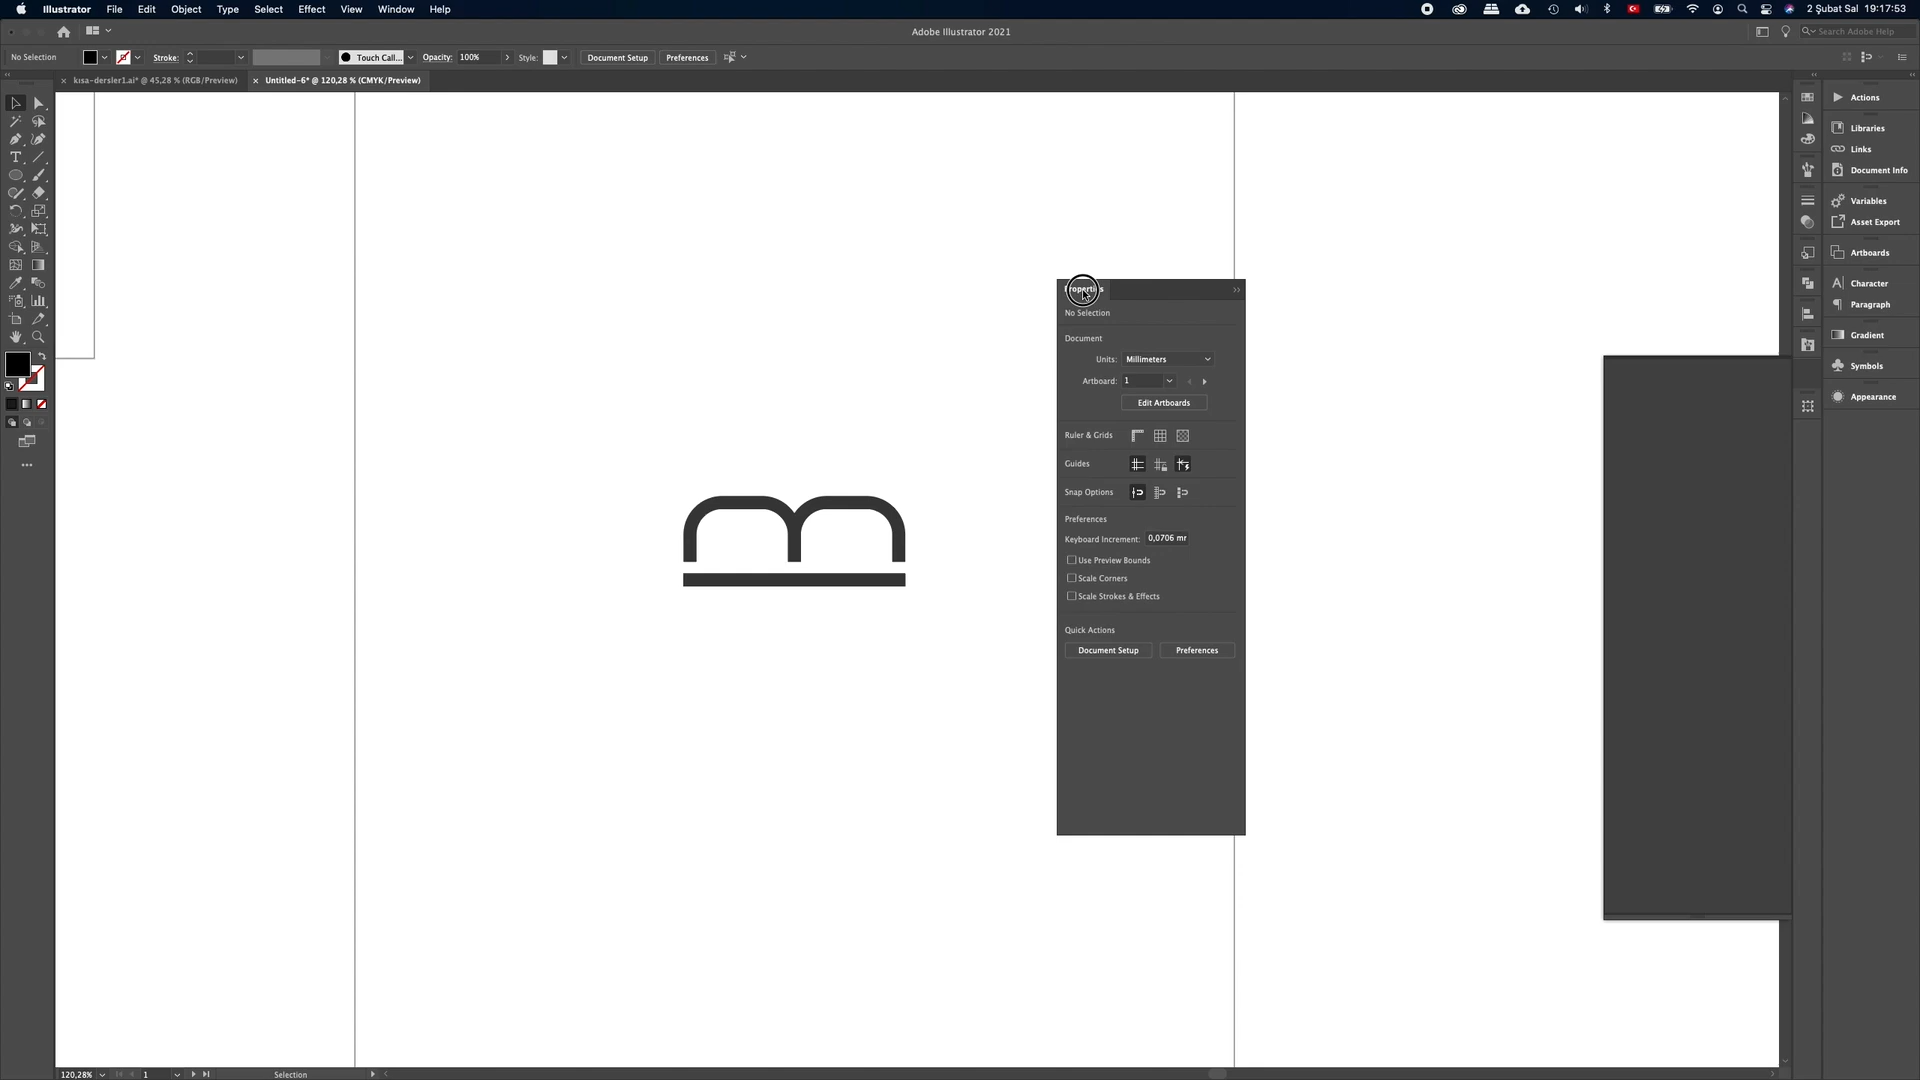 Illustrator File Edit Object Type Select Effect View Window Help
2 Şubat Sal 19:17:53
Adobe Illustrator 2021
Search Adobe Help
No Selection
Stroke:
Touch Call...
Opacity: 100%
Style:
Document Setup
Preferences
× kısa-dersler1.ai* @ 45,28 % (RGB/Preview)
× Untitled-6* @ 120,28 % (CMYK/Preview)
Actions
Libraries
Links
Document Info
Variables
Asset Export
Artboards
Character
Paragraph
Gradient
Symbols
Appearance
Properties
No Selection
Document
Units: Millimeters
Artboard: 1
Edit Artboards
Ruler & Grids
Guides
Snap Options
Preferences
Keyboard Increment: 0,0706 mr
Use Preview Bounds
Scale Corners
Scale Strokes & Effects
Quick Actions
Document Setup
Preferences
120,28%
1
Selection